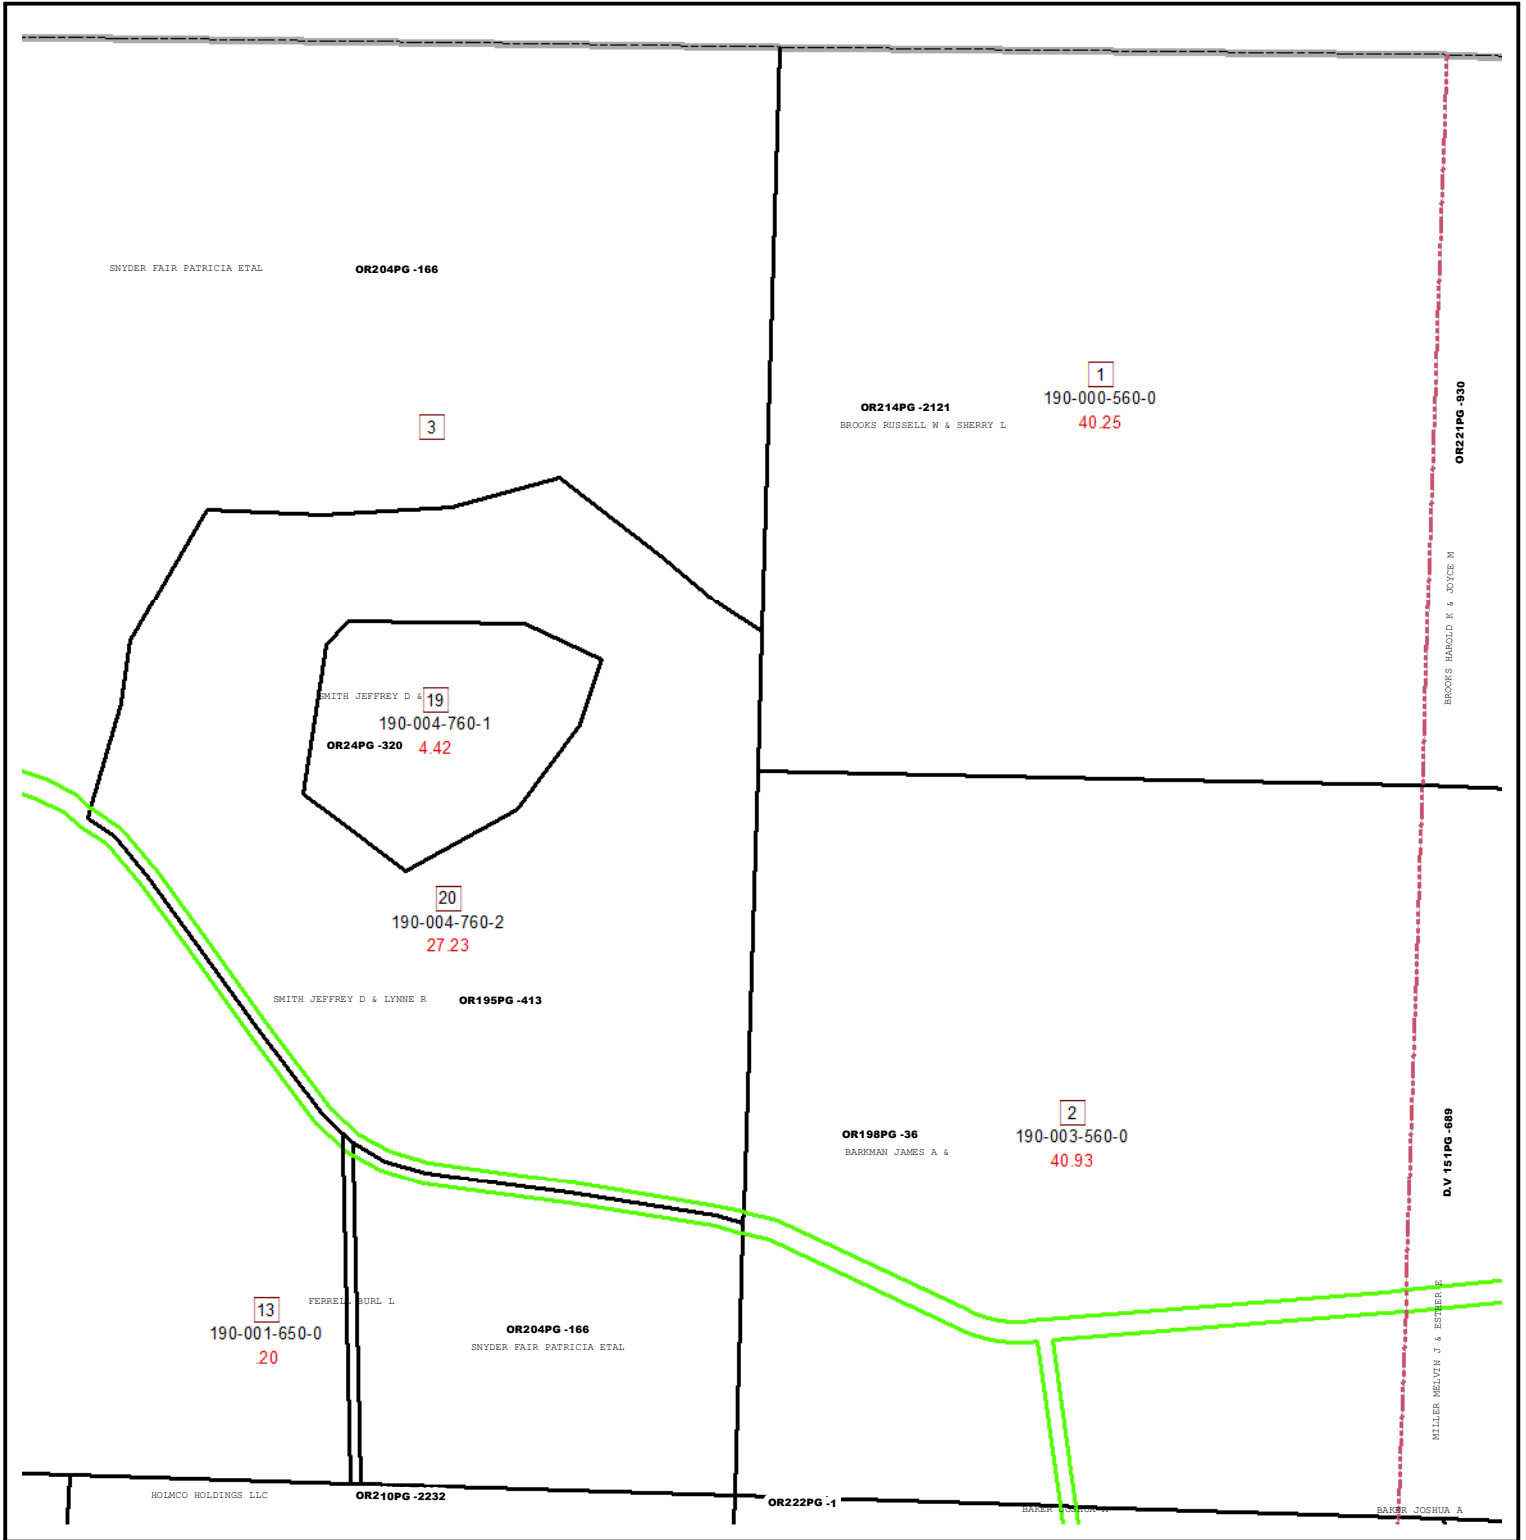 SNYDER FAIR PATRICIA ETAL
OR204PG -166
3
1
190-000-560-0
40.25
OR214PG -2121
BROOKS RUSSELL W & SHERRY L
OR221PG -930
BROOKS HAROLD K & JOYCE M
SMITH JEFFREY D &
19
190-004-760-1
OR24PG -320
4.42
20
190-004-760-2
27.23
SMITH JEFFREY D & LYNNE R
OR195PG -413
2
190-003-560-0
40.93
OR198PG -36
BARKMAN JAMES A &
D.V 151PG -689
MILLER MELVIN J & ESTHER E
FERRELL BURL L
13
190-001-650-0
.20
OR204PG -166
SNYDER FAIR PATRICIA ETAL
HOLMCO HOLDINGS LLC
OR210PG -2232
OR222PG -1
BAKER JOSHUA A
BAKER JOSHUA A